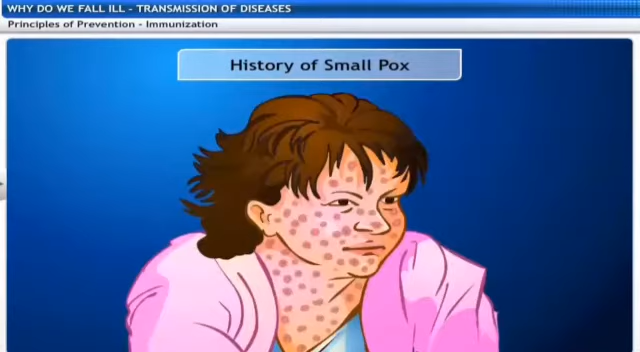 WHY DO WE FALL ILL - TRANSMISSION OF DISEASES
Principles of Prevention - Immunization
History of Small Pox